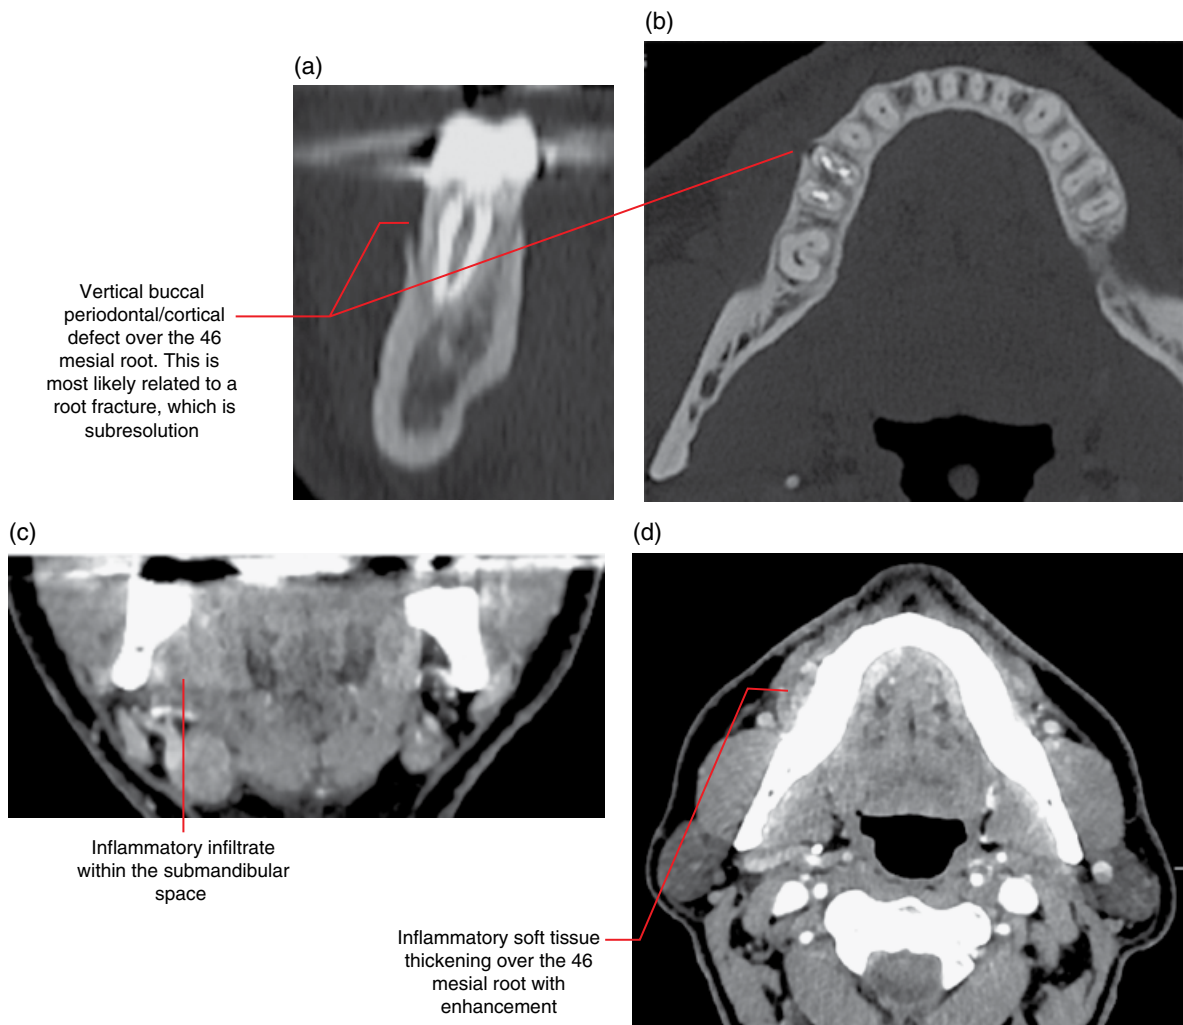 (a)
(b)
Vertical buccal
periodontal/cortical
defect over the 46
mesial root. This is
most likely related to a
root fracture, which is
subresolution
(c)
(d)
Inflammatory infiltrate
within the submandibular
space
Inflammatory soft tissue
thickening over the 46
mesial root with
enhancement